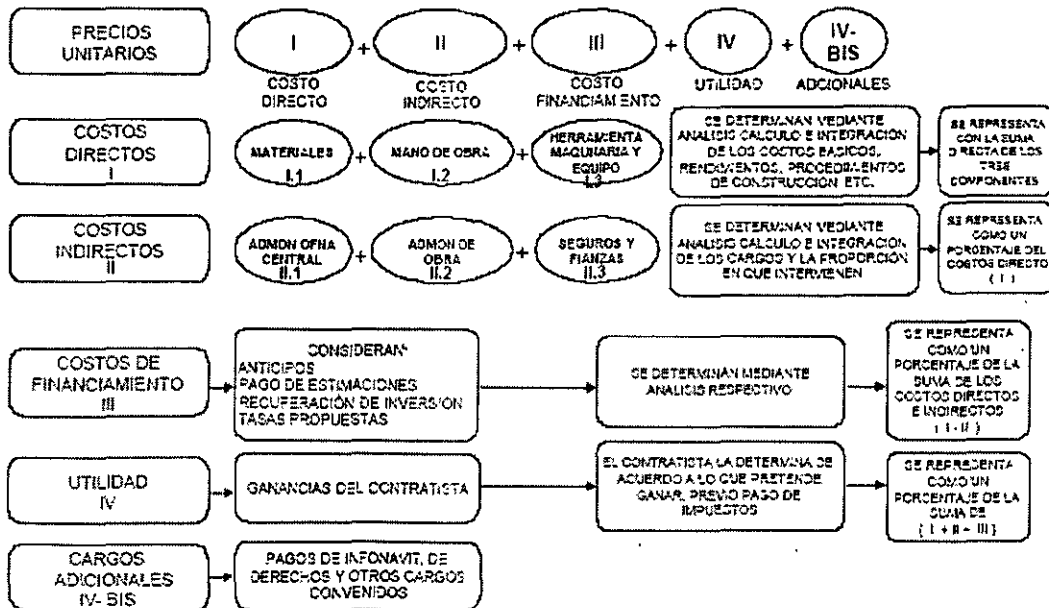 PRECIOS
UNITARIOS
I
+
II
+
III
+
IV
+
IV-
BIS
COSTO
DIRECTO
COSTO
INDIRECTO
COSTO
FINANCIAMIENTO
UTILIDAD
ADCIONALES
COSTOS
DIRECTOS
I
MATERIALES
I.1
+
MANO DE OBRA
I.2
+
HERRAMIENTA
MAQUINARIA Y
EQUIPO
I.3
SE DETERMINAN MEDIANTE
ANALISIS CALCULO E INTEGRACIÓN
DE LOS COSTOS BASICOS,
RENDIMIENTOS, PROCEDIMIENTOS
DE CONSTRUCCION ETC.
SE REPRESENTA
CON LA SUMA
DIRECTA DE LOS
TRES
COMPONENTES
COSTOS
INDIRECTOS
II
ADMON OFNA
CENTRAL
II.1
+
ADMON DE
OBRA
II.2
+
SEGUROS Y
FIANZAS
II.3
SE DETERMINAN MEDIANTE
ANALISIS CALCULO E INTEGRACION
DE LOS CARGOS Y LA PROPORCIÓN
EN QUE INTERVIENEN
SE REPRESENTA
COMO UN
PORCENTAJE DEL
COSTOS DIRECTO
( I )
COSTOS DE
FINANCIAMIENTO
III
CONSIDERAN
ANTICIPOS
PAGO DE ESTIMACIONES
RECUPERACIÓN DE INVERSION
TASAS PROPUESTAS
SE DETERMINAN MEDIANTE
ANALISIS RESPECTIVO
SE REPRESENTA
COMO UN
PORCENTAJE DE LA
SUMA DE LOS
COSTOS DIRECTOS
E INDIRECTOS
UTILIDAD
IV
GANANCIAS DEL CONTRATISTA
EL CONTRATISTA LA DETERMINA DE
ACUERDO A LO QUE PRETENDE
GANAR, PREVIO PAGO DE
IMPUESTOS
SE REPRESENTA
COMO UN
PORCENTAJE DE LA
SUMA DE
( I + II + III )
CARGOS
ADICIONALES
IV- BIS
PAGOS DE INFONAVIT, DE
DERECHOS Y OTROS CARGOS
CONVENIDOS